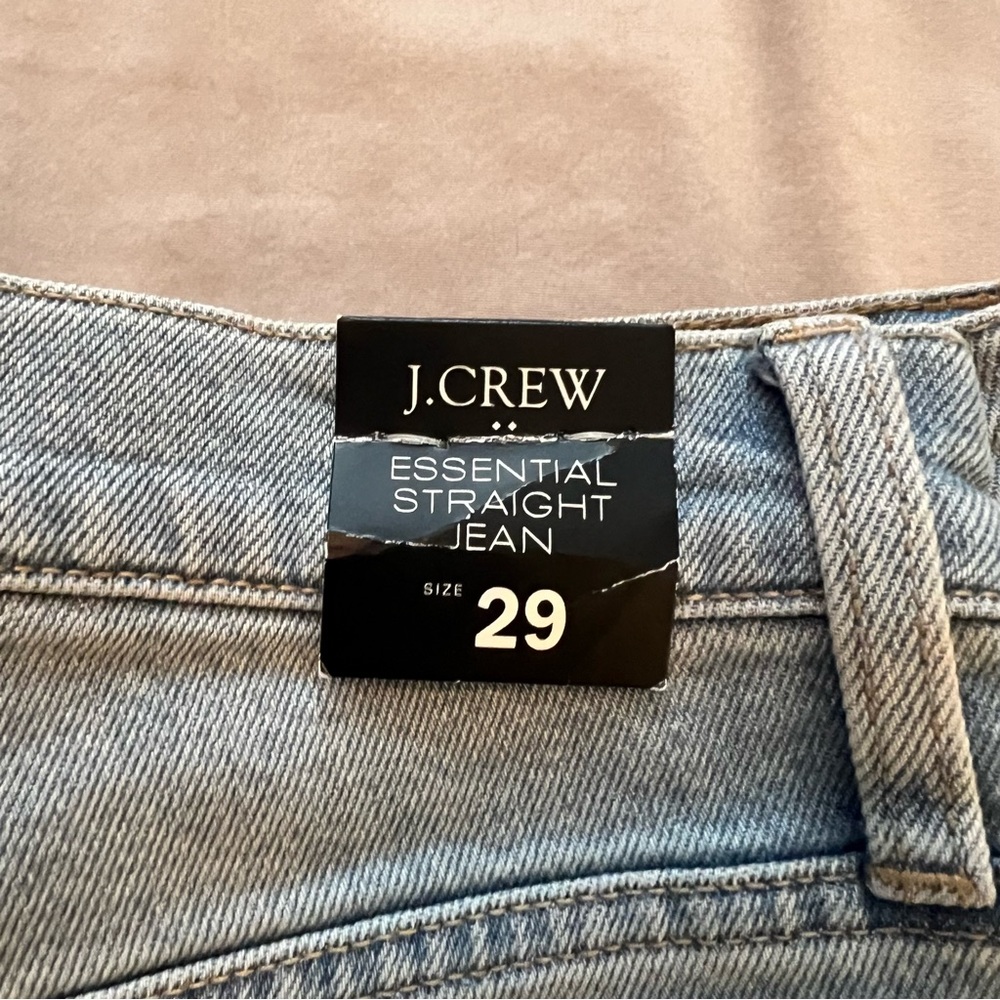 J.CREW
ESSENTIAL
STRAIGHT
JEAN
SIZE 29